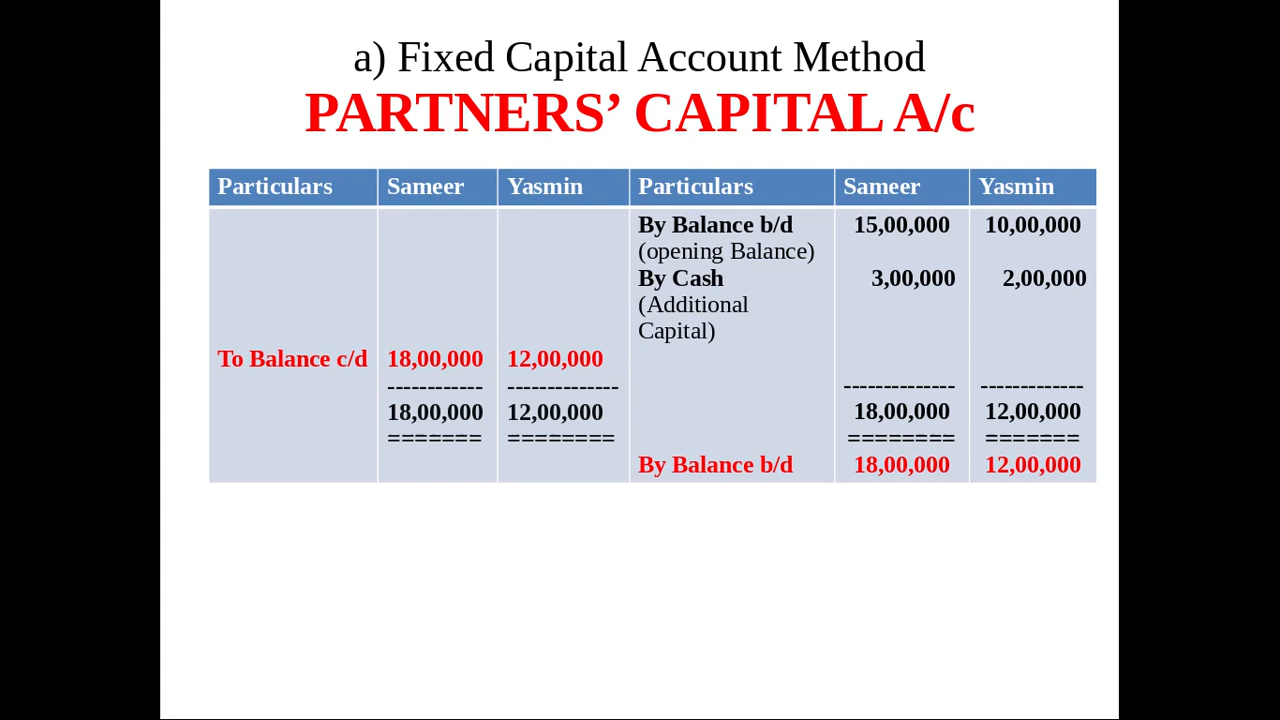 a) Fixed Capital Account Method
PARTNERS’ CAPITAL A/c
Particulars Sameer Yasmin Particulars Sameer Yasmin
By Balance b/d 15,00,000 10,00,000
(opening Balance)
By Cash 3,00,000 2,00,000
(Additional
Capital)
To Balance c/d 18,00,000 12,00,000
------------ -------------- -------------- -------------
18,00,000 12,00,000 18,00,000 12,00,000
======= ======== ======== =======
By Balance b/d 18,00,000 12,00,000